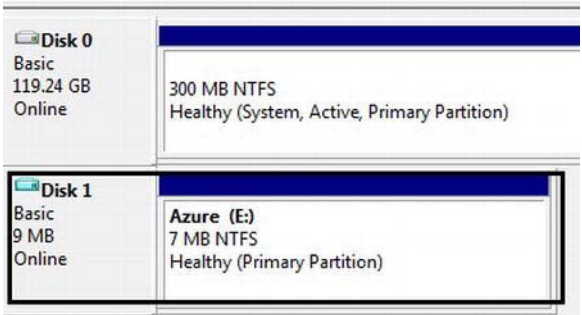 Disk 0
Basic
119.24 GB
Online
300 MB NTFS
Healthy (System, Active, Primary Partition)
Disk 1
Basic
9 MB
Online
Azure (E:)
7 MB NTFS
Healthy (Primary Partition)